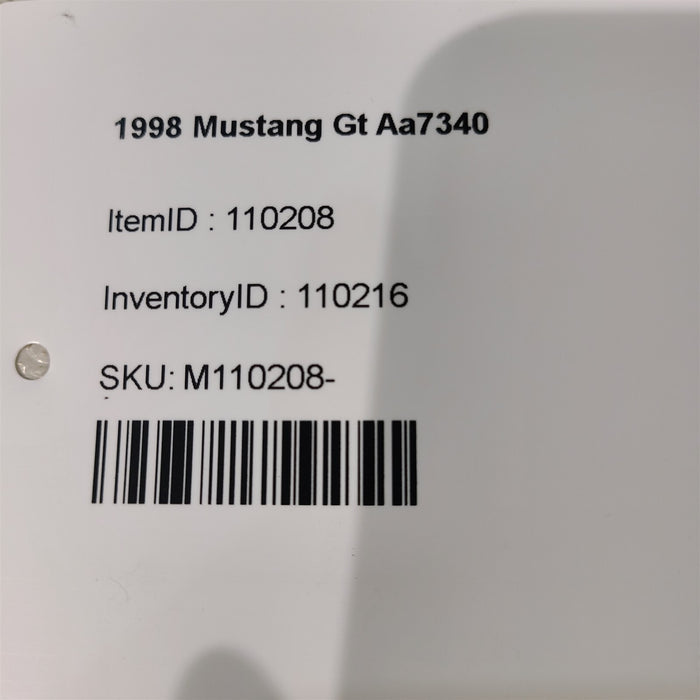 1998 Mustang Gt Aa7340
ItemID : 110208
InventoryID : 110216
SKU: M110208-